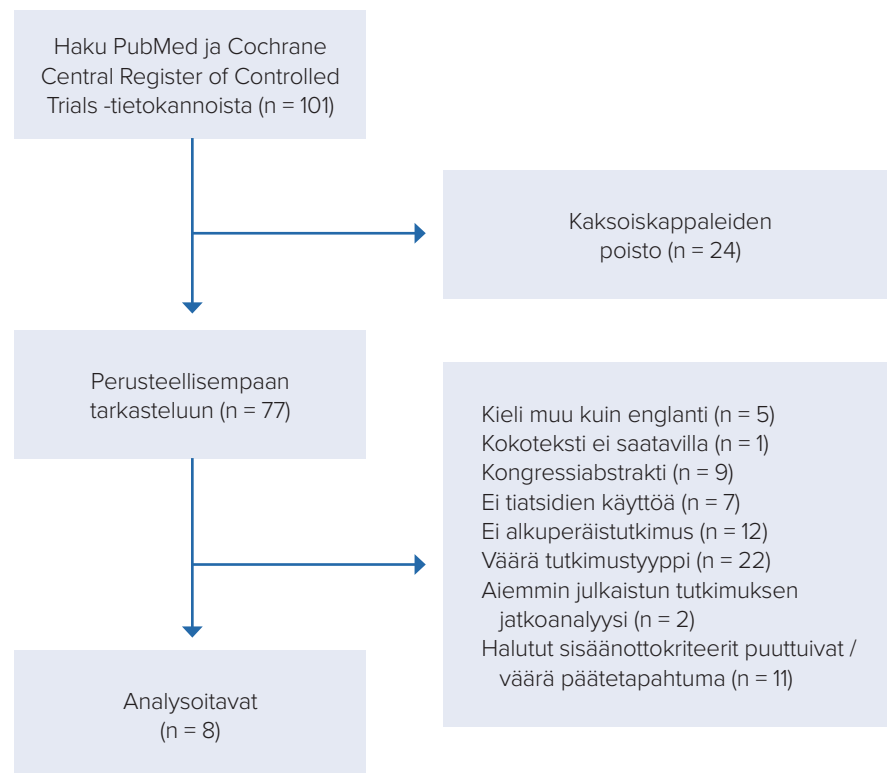 Haku PubMed ja Cochrane
Central Register of Controlled
Trials -tietokannoista (n = 101)
Kaksoiskappaleiden
poisto (n = 24)
Perusteellisempaan
tarkasteluun (n = 77)
Kieli muu kuin englanti (n = 5)
Kokoteksti ei saatavilla (n = 1)
Kongressiabstrakti (n = 9)
Ei tiatsidien käyttöä (n = 7)
Ei alkuperäistutkimus (n = 12)
Väärä tutkimustyyppi (n = 22)
Aiemmin julkaistun tutkimuksen
jatkoanalyysi (n = 2)
Halutut sisäänottokriteerit puuttuivat /
väärä päätetapahtuma (n = 11)
Analysoitavat
(n = 8)